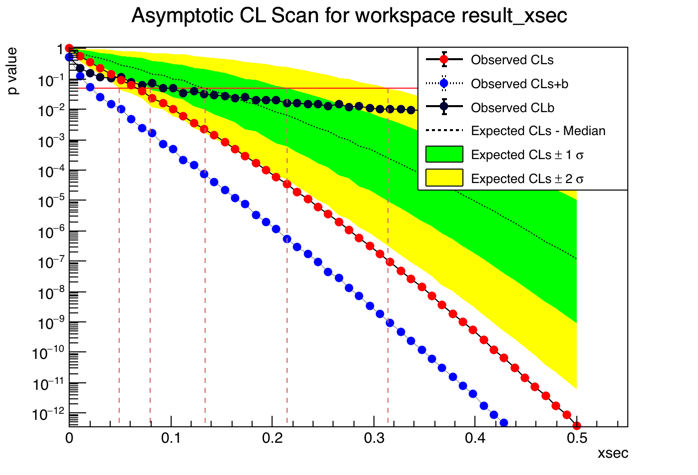 Asymptotic CL Scan for workspace result_xsec
p value
1
10⁻¹
10⁻²
10⁻³
10⁻⁴
10⁻⁵
10⁻⁶
10⁻⁷
10⁻⁸
10⁻⁹
10⁻¹⁰
10⁻¹¹
10⁻¹²
Observed CLs
Observed CLs+b
Observed CLb
Expected CLs - Median
Expected CLs ± 1 σ
Expected CLs ± 2 σ
0 0.1 0.2 0.3 0.4 0.5
xsec